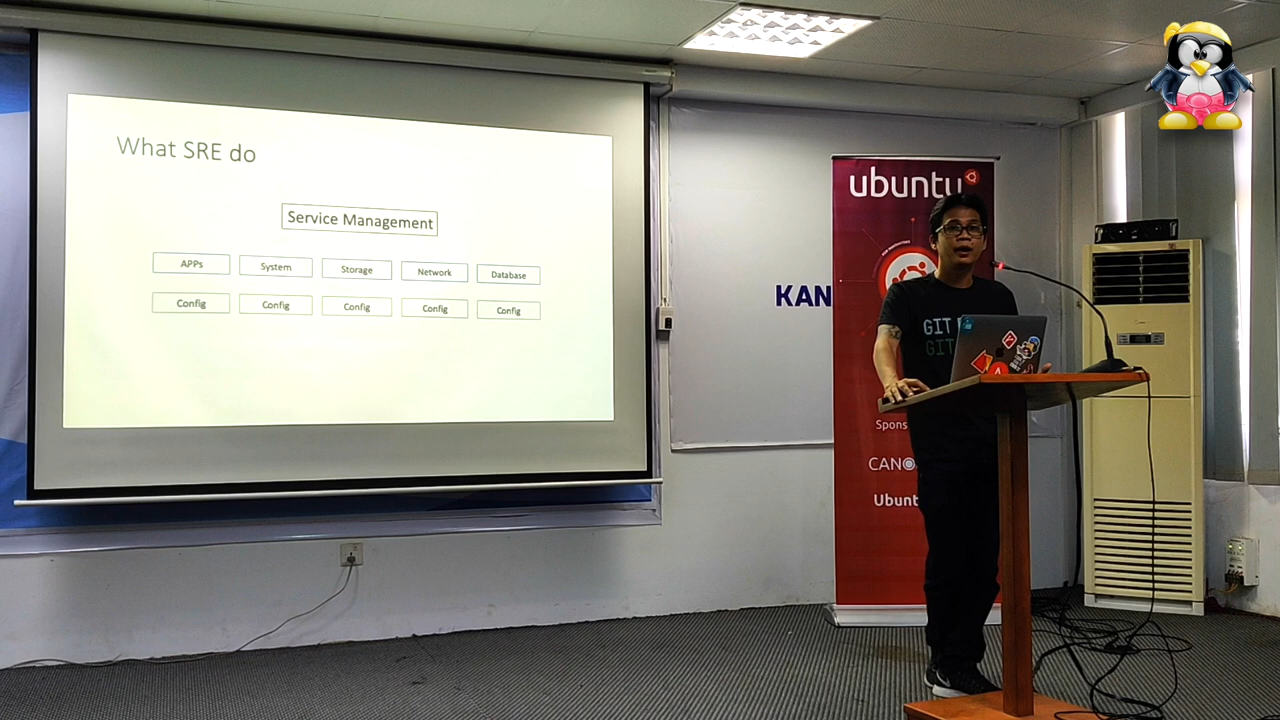 What SRE do
Service Management
APPs
System
Storage
Network
Database
Config
Config
Config
Config
Config
ubuntu
KAN
GIT
GIT
Spons
CANO
Ubunt